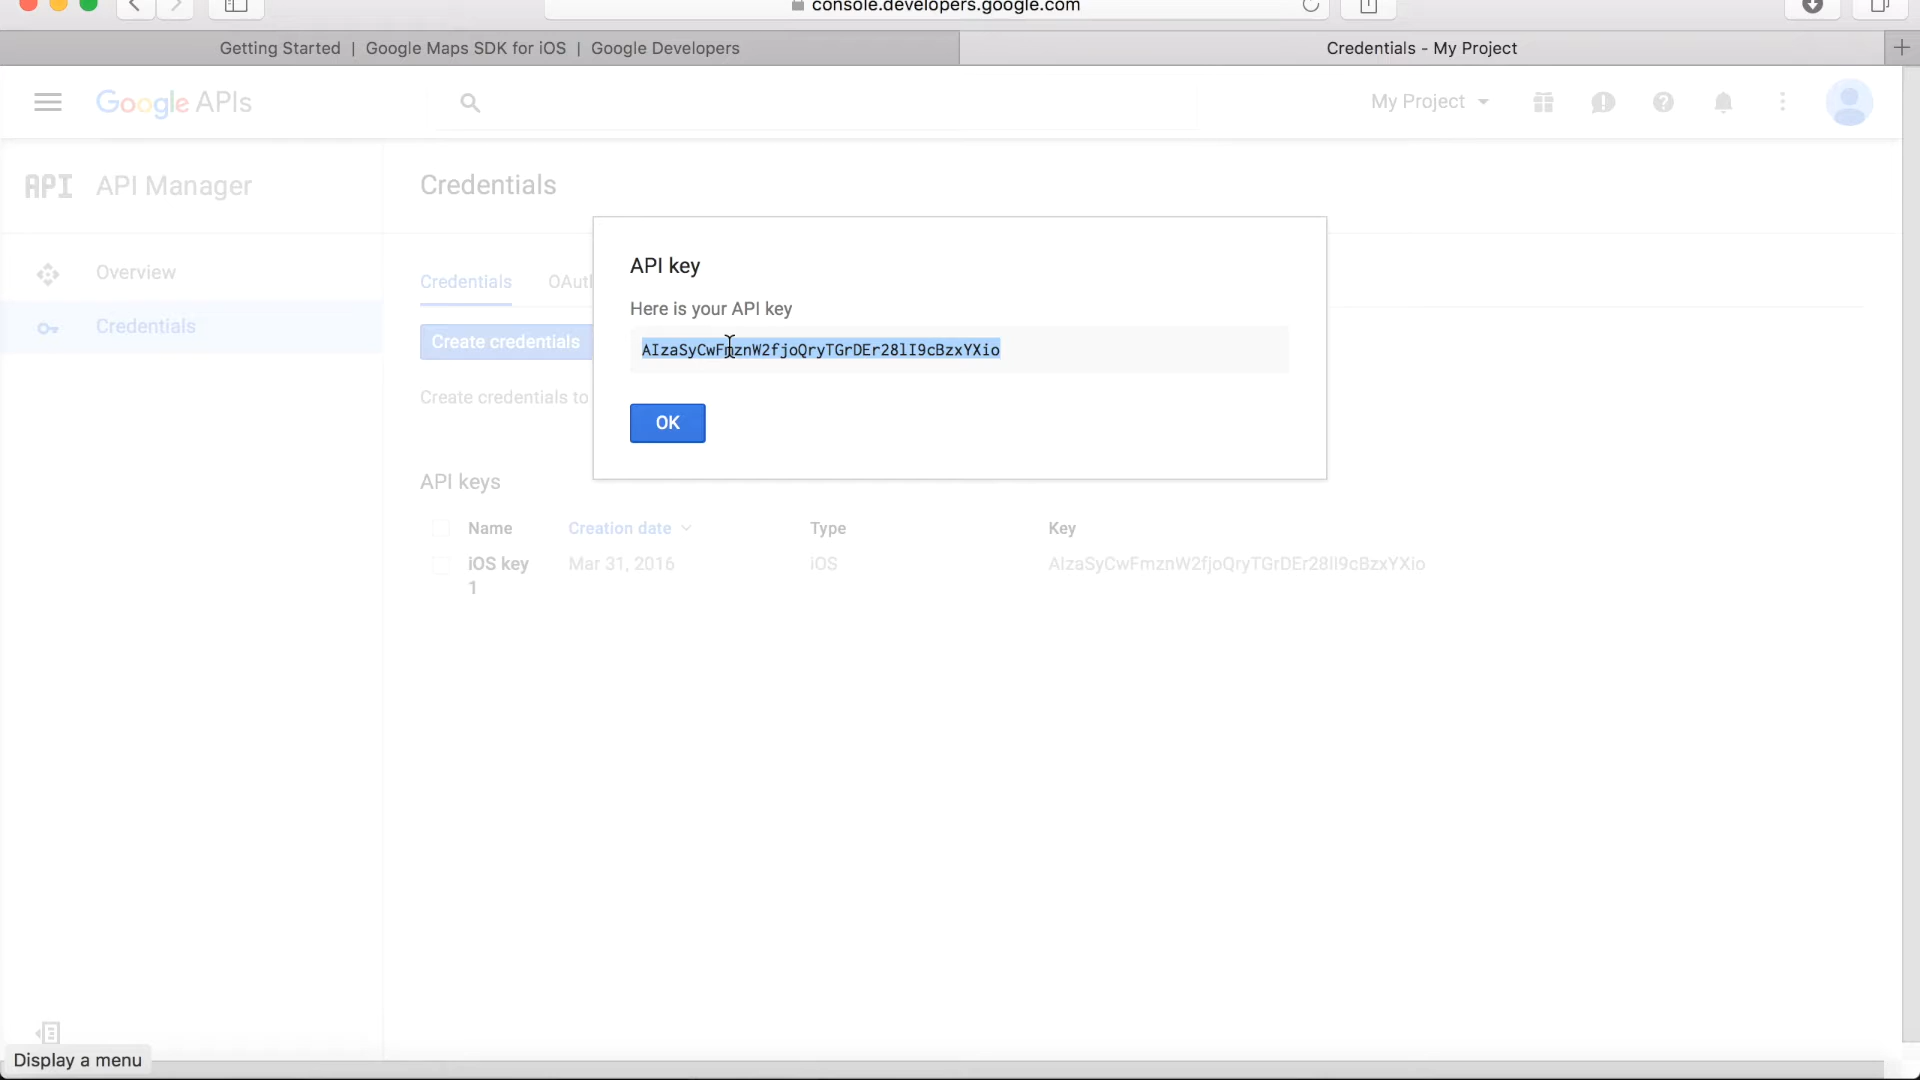 console.developers.google.com
Getting Started | Google Maps SDK for iOS | Google Developers
Credentials - My Project
Google APIs
My Project
API API Manager
Credentials
Overview
Credentials
Credentials OAut
Create credentials
Create credentials to
API key
Here is your API key
AIzaSyCwFmznW2fjoQryTGrDEr28lI9cBzxYXio
OK
API keys
Name Creation date Type Key
iOS key Mar 31, 2016 iOS AIzaSyCwFmznW2fjoQryTGrDEr28lI9cBzxYXio
1
Display a menu